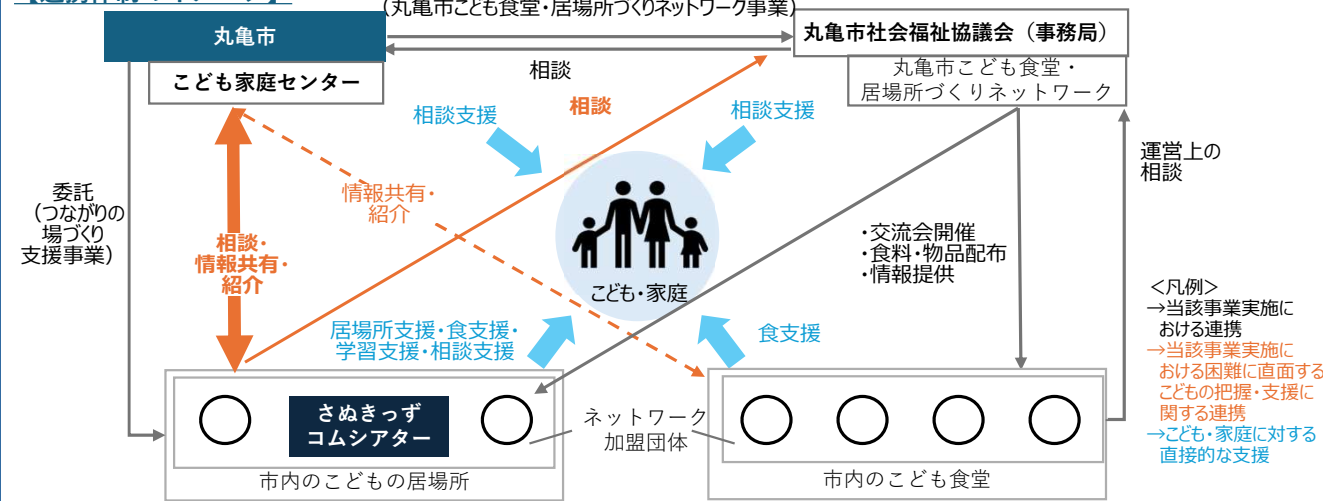 (丸亀市こども食堂・居場所づくりネットワーク事業)
丸亀市
こども家庭センター
丸亀市社会福祉協議会（事務局）
丸亀市こども食堂・
居場所づくりネットワーク
相談
相談
相談支援
相談支援
運営上の
相談
委託
(つながりの
場づくり
支援事業)
情報共有・
紹介
相談・
情報共有・
紹介
こども・家庭
・交流会開催
・食料・物品配布
・情報提供
居場所支援・食支援・
学習支援・相談支援
食支援
さぬきっず
コムシアター
ネットワーク
加盟団体
市内のこどもの居場所
市内のこども食堂
<凡例>
→当該事業実施に
おける連携
→当該事業実施に
おける困難に直面する
こどもの把握・支援に
関する連携
→こども・家庭に対する
直接的な支援